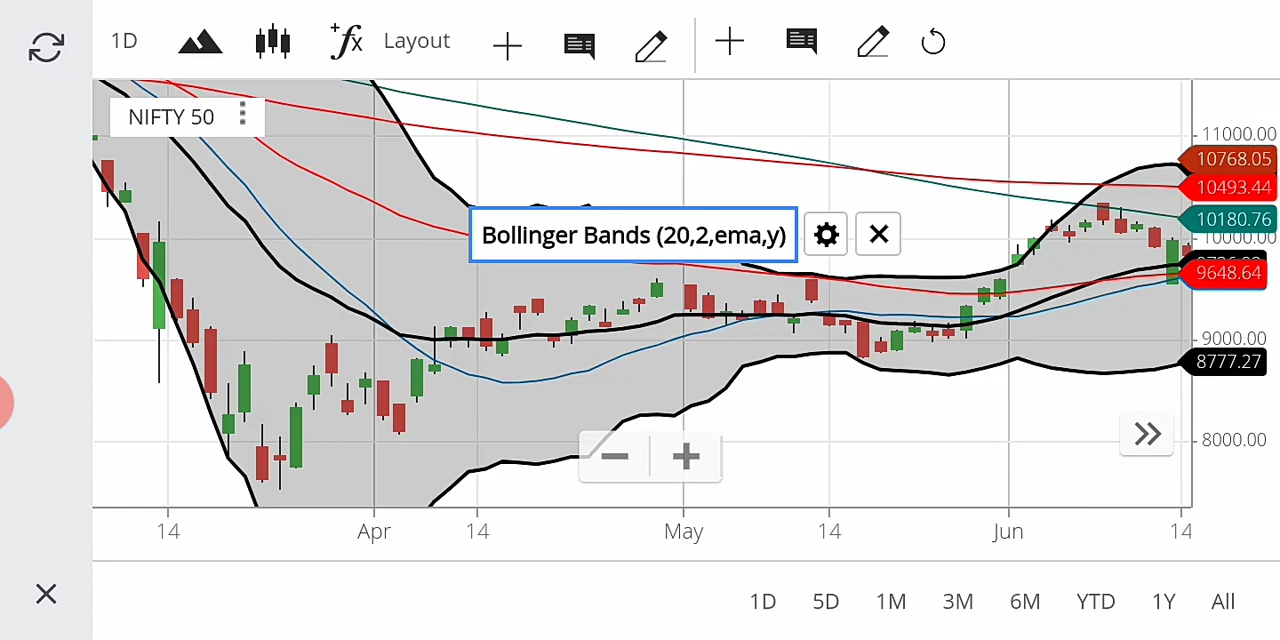 1D
Layout
NIFTY 50
11000.00
10768.05
10493.44
10180.76
10000.00
Bollinger Bands (20,2,ema,y)
9648.64
9000.00
8777.27
8000.00
14 Apr 14 May 14 Jun 14
1D 5D 1M 3M 6M YTD 1Y All